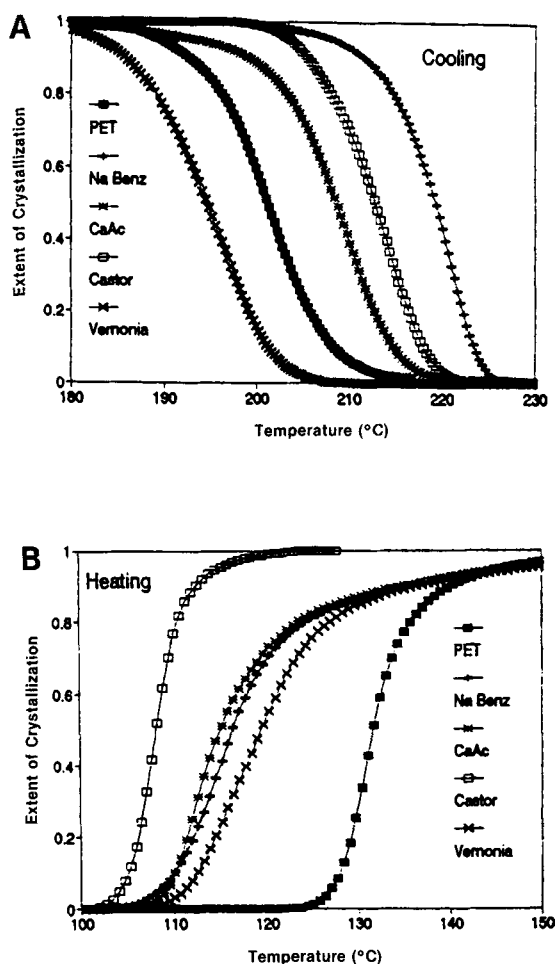 A
Cooling
Extent of Crystallization
1
0.8
0.6
0.4
0.2
0
PET
Na Benz
CaAc
Castor
Vernonia
180 190 200 210 220 230
Temperature (°C)
B
Heating
Extent of Crystallization
1
0.8
0.6
0.4
0.2
0
PET
Na Benz
CaAc
Castor
Vernonia
100 110 120 130 140 150
Temperature (°C)